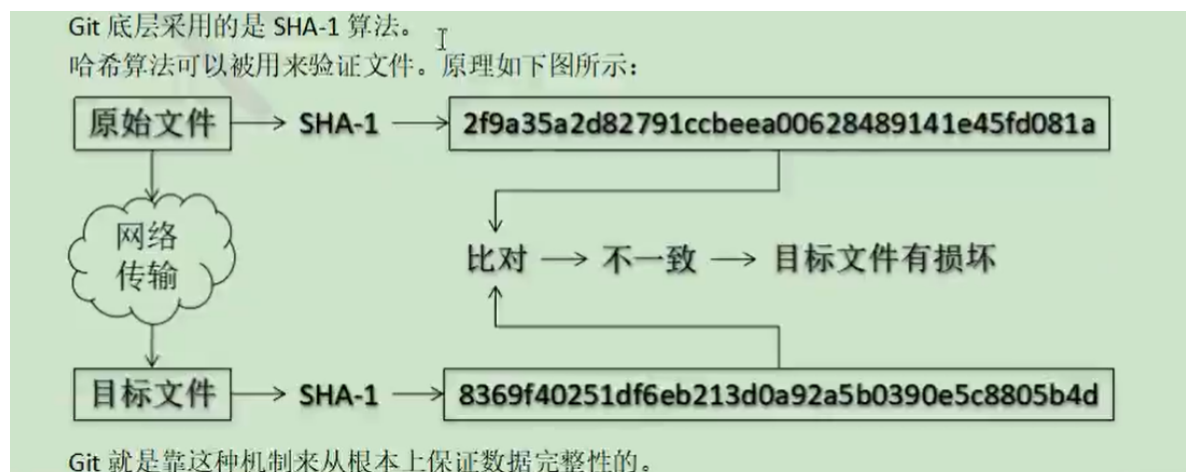 Git 底层采用的是 SHA-1 算法。
哈希算法可以被用来验证文件。原理如下图所示：
原始文件 SHA-1 2f9a35a2d82791ccbeea00628489141e45fd081a
网络
传输
比对 不一致 目标文件有损坏
目标文件 SHA-1 8369f40251df6eb213d0a92a5b0390e5c8805b4d
Git 就是靠这种机制来从根本上保证数据完整性的。